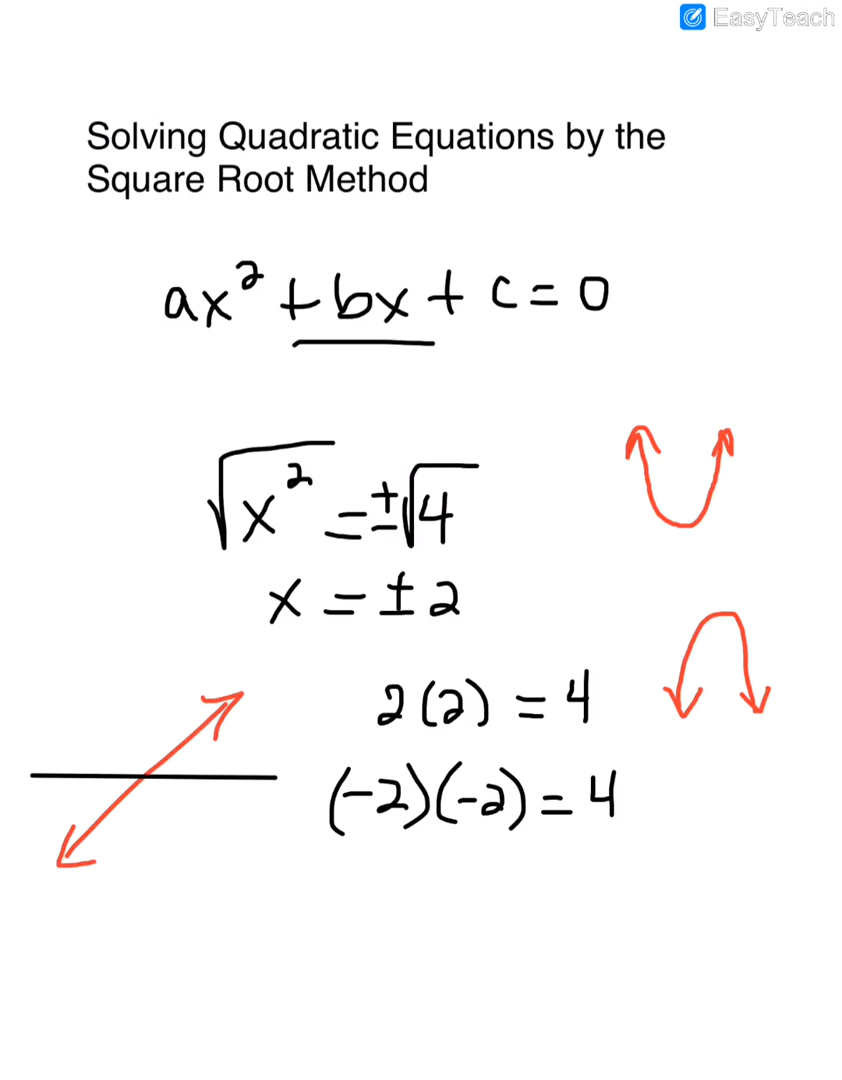 EasyTeach
Solving Quadratic Equations by the
Square Root Method
ax² + bx + c = 0
√x² = ±√4
x = ±2
2(2) = 4
(-2)(-2) = 4